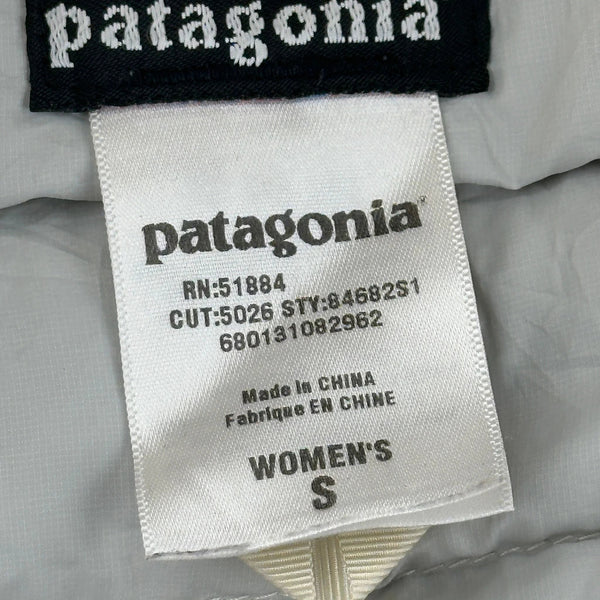 patagonia
patagonia®
RN:51884
CUT:5026 STY:84682S1
680131082962
Made in CHINA
Fabrique EN CHINE
WOMEN'S
S